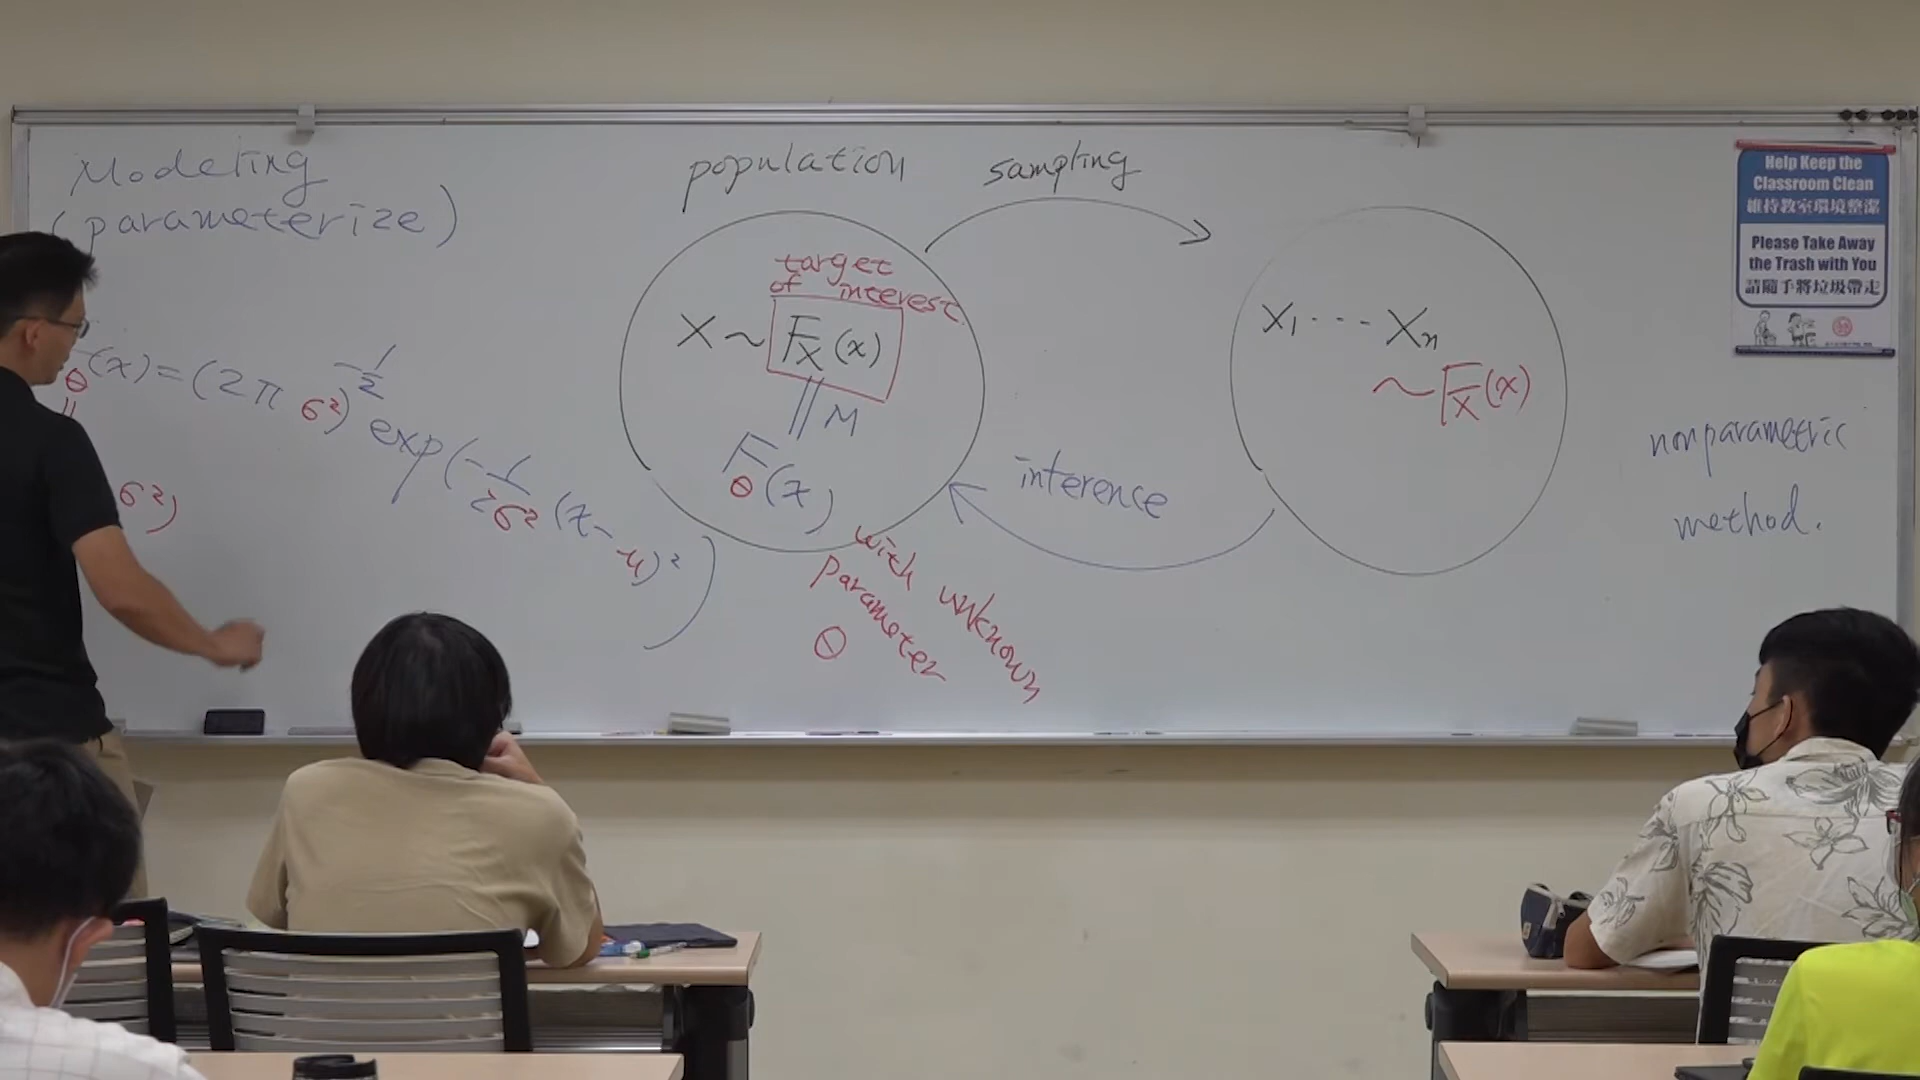 Modeling
(parameterize)
θ(x) = (2π σ²)^-1/2 exp(-1/2σ² (x-μ)²)
σ²)
population
sampling
target
of interest
X ~ F_X(x)
|| M
F_θ(x)
with unknown
parameter
θ
inference
X₁ ... Xₙ
~ F_X(x)
nonparametric
method.
Help Keep the
Classroom Clean
維持教室環境整潔
Please Take Away
the Trash with You
請隨手將垃圾帶走